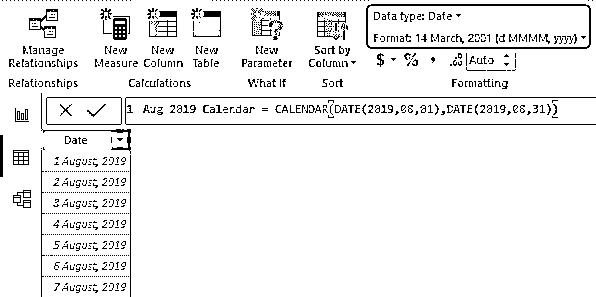 Data type: Date
Format: 14 March, 2001 (d MMMM, yyyy)
Manage Relationships
New Measure
New Column
New Table
New Parameter
Sort by Column
$ % , .00 Auto
Relationships
Calculations
What If
Sort
Formatting
1 Aug 2019 Calendar = CALENDAR(DATE(2019,08,01),DATE(2019,08,31))
Date
1 August, 2019
2 August, 2019
3 August, 2019
4 August, 2019
5 August, 2019
6 August, 2019
7 August, 2019